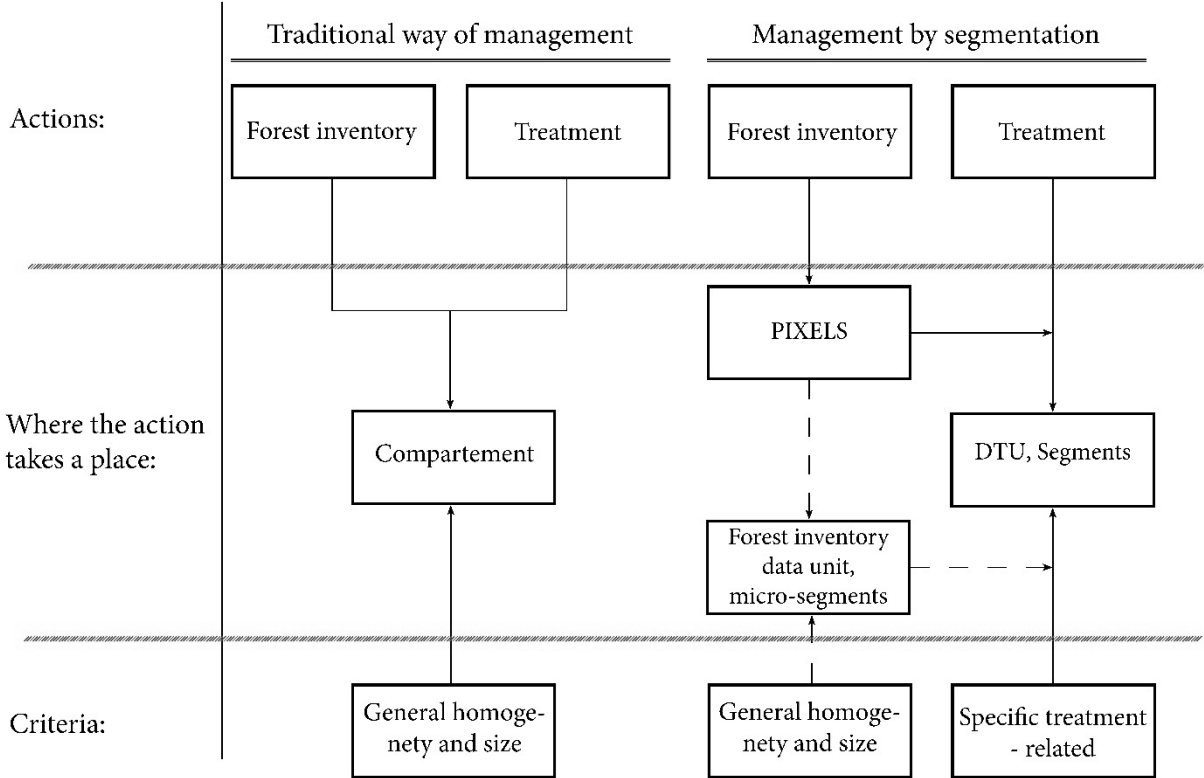 Traditional way of management
Management by segmentation
Actions:
Forest inventory
Treatment
Forest inventory
Treatment
PIXELS
Where the action
takes a place:
Compartement
DTU, Segments
Forest inventory
data unit,
micro-segments
Criteria:
General homoge-
nety and size
General homoge-
nety and size
Specific treatment
- related